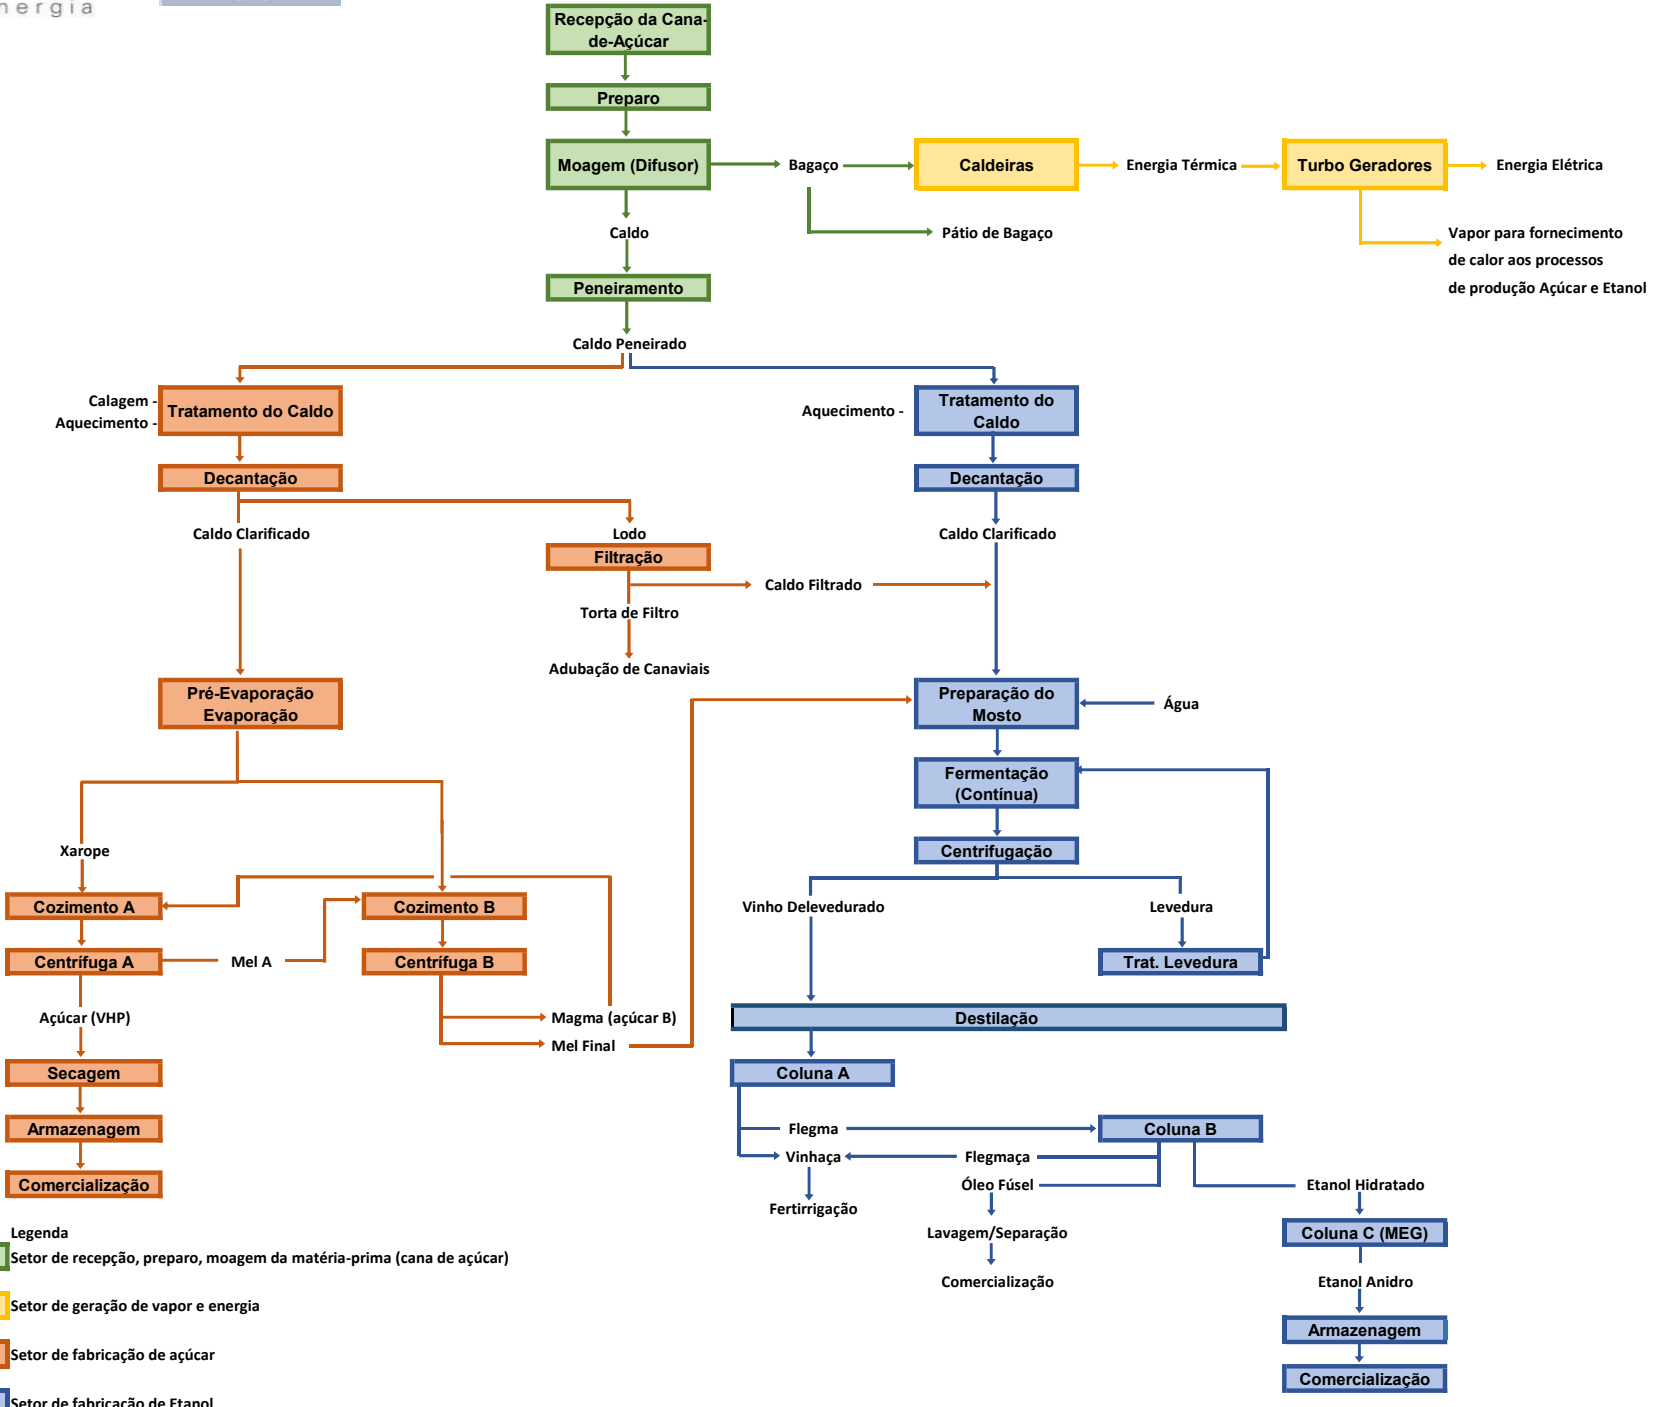 nergia
Recepção da Cana-
de-Açúcar
Preparo
Moagem (Difusor)
Bagaço
Caldeiras
Energia Térmica
Turbo Geradores
Energia Elétrica
Caldo
Pátio de Bagaço
Vapor para fornecimento
de calor aos processos
de produção Açúcar e Etanol
Peneiramento
Caldo Peneirado
Calagem -
Aquecimento -
Tratamento do Caldo
Aquecimento -
Tratamento do
Caldo
Decantação
Decantação
Caldo Clarificado
Lodo
Caldo Clarificado
Filtração
Caldo Filtrado
Torta de Filtro
Adubação de Canaviais
Pré-Evaporação
Evaporação
Preparação do
Mosto
Água
Fermentação
(Contínua)
Xarope
Centrifugação
Cozimento A
Cozimento B
Vinho Delevedurado
Levedura
Centrífuga A
Mel A
Centrífuga B
Trat. Levedura
Açúcar (VHP)
Magma (açúcar B)
Destilação
Mel Final
Secagem
Coluna A
Armazenagem
Flegma
Coluna B
Vinhaça
Flegmaça
Comercialização
Óleo Fúsel
Etanol Hidratado
Fertirrigação
Lavagem/Separação
Coluna C (MEG)
Comercialização
Etanol Anidro
Armazenagem
Comercialização
Legenda
Setor de recepção, preparo, moagem da matéria-prima (cana de açúcar)
Setor de geração de vapor e energia
Setor de fabricação de açúcar
Setor de fabricação de Etanol